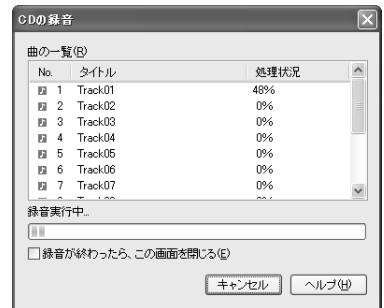 CDの録音
曲の一覧(R)
No. タイトル 処理状況
1 Track01 48%
2 Track02 0%
3 Track03 0%
4 Track04 0%
5 Track05 0%
6 Track06 0%
7 Track07 0%
録音実行中...
録音が終わったら、この画面を閉じる(E)
キャンセル ヘルプ(H)